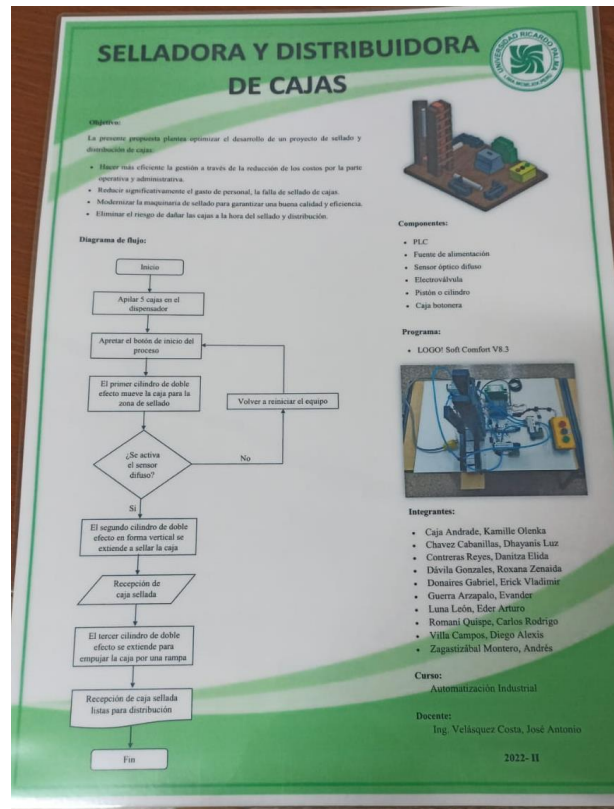 SELLADORA Y DISTRIBUIDORA
DE CAJAS
UNIVERSIDAD RICARDO PALMA
Objetivo:
La presente propuesta plantea optimizar el desarrollo de un proyecto de sellado y
distribución de cajas:
• Hacer más eficiente la gestión a través de la reducción de los costos por la parte
operativa y administrativa.
• Reducir significativamente el gasto de personal, la falla de sellado de cajas.
• Modernizar la maquinaria de sellado para garantizar una buena calidad y eficiencia.
• Eliminar el riesgo de dañar las cajas a la hora del sellado y distribución.
Diagrama de flujo:
Inicio
Apilar 5 cajas en el
dispensador
Apretar el botón de inicio del
proceso
El primer cilindro de doble
efecto mueve la caja para la
zona de sellado
Volver a reiniciar el equipo
¿Se activa
el sensor
difuso?
No
Si
El segundo cilindro de doble
efecto en forma vertical se
extiende a sellar la caja
Recepción de
caja sellada
El tercer cilindro de doble
efecto se extiende para
empujar la caja por una rampa
Recepción de caja sellada
listas para distribución
Fin
Componentes:
• PLC
• Fuente de alimentación
• Sensor óptico difuso
• Electroválvula
• Pistón o cilindro
• Caja botonera
Programa:
• LOGO! Soft Comfort V8.3
Integrantes:
• Caja Andrade, Kamille Olenka
• Chavez Cabanillas, Dhayanis Luz
• Contreras Reyes, Danitza Elida
• Dávila Gonzales, Roxana Zenaida
• Donaires Gabriel, Erick Vladimir
• Guerra Arzapalo, Evander
• Luna León, Eder Arturo
• Romaní Quispe, Carlos Rodrigo
• Villa Campos, Diego Alexis
• Zagastizábal Montero, Andrés
Curso:
Automatización Industrial
Docente:
Ing. Velásquez Costa, José Antonio
2022- II